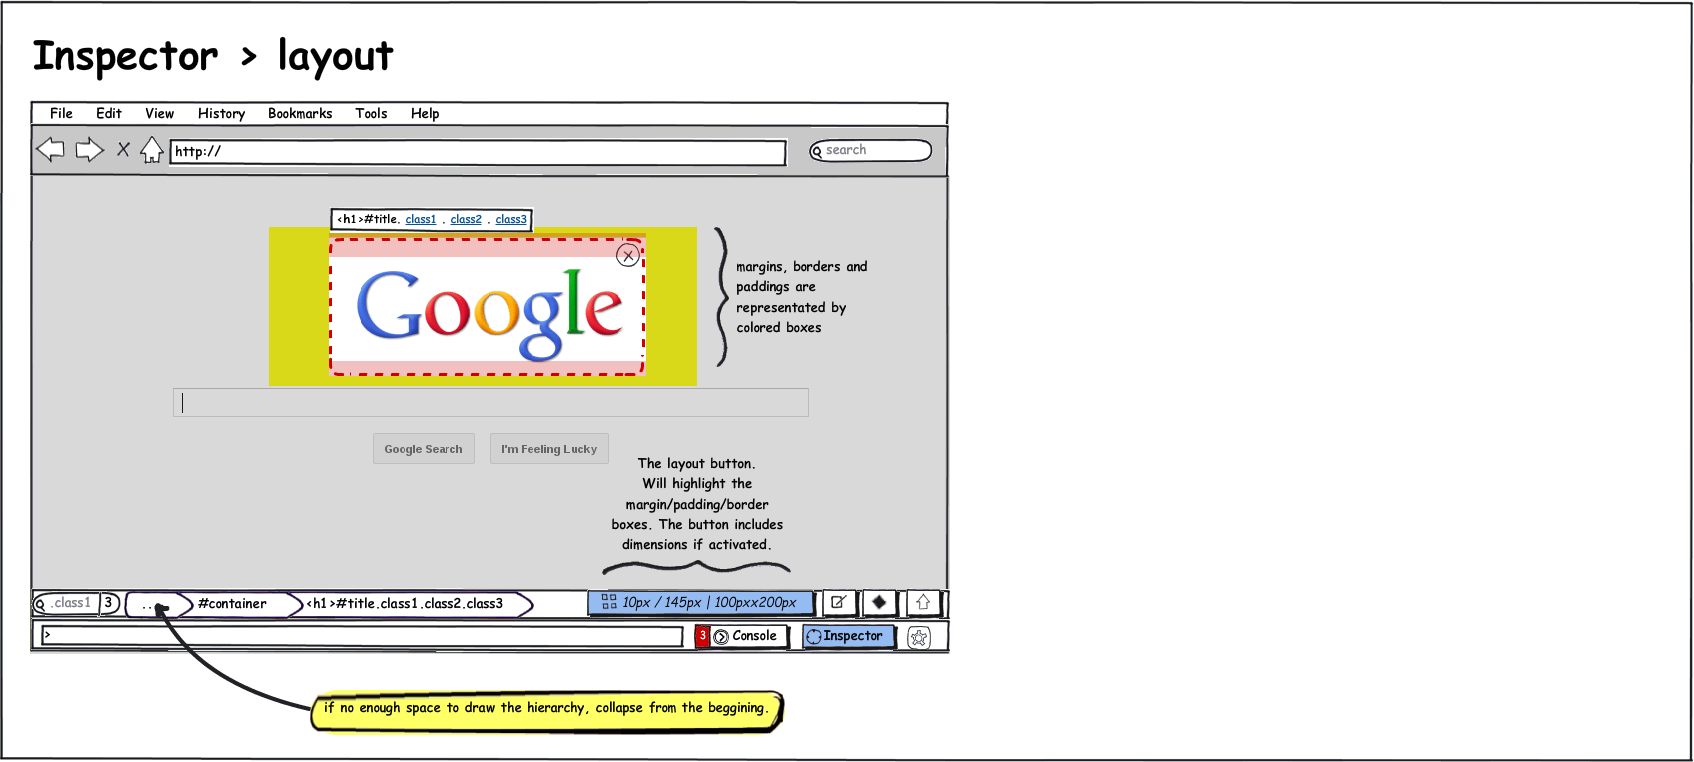 Inspector > layout
File Edit View History Bookmarks Tools Help
http://
search
<h1>#title. class1 . class2 . class3
Google
margins, borders and
paddings are
representated by
colored boxes
Google Search
I'm Feeling Lucky
The layout button.
Will highlight the
margin/padding/border
boxes. The button includes
dimensions if activated.
.class1 3 ... #container <h1>#title.class1.class2.class3 10px / 145px | 100pxx200px
> 3 Console Inspector
if no enough space to draw the hierarchy, collapse from the beggining.